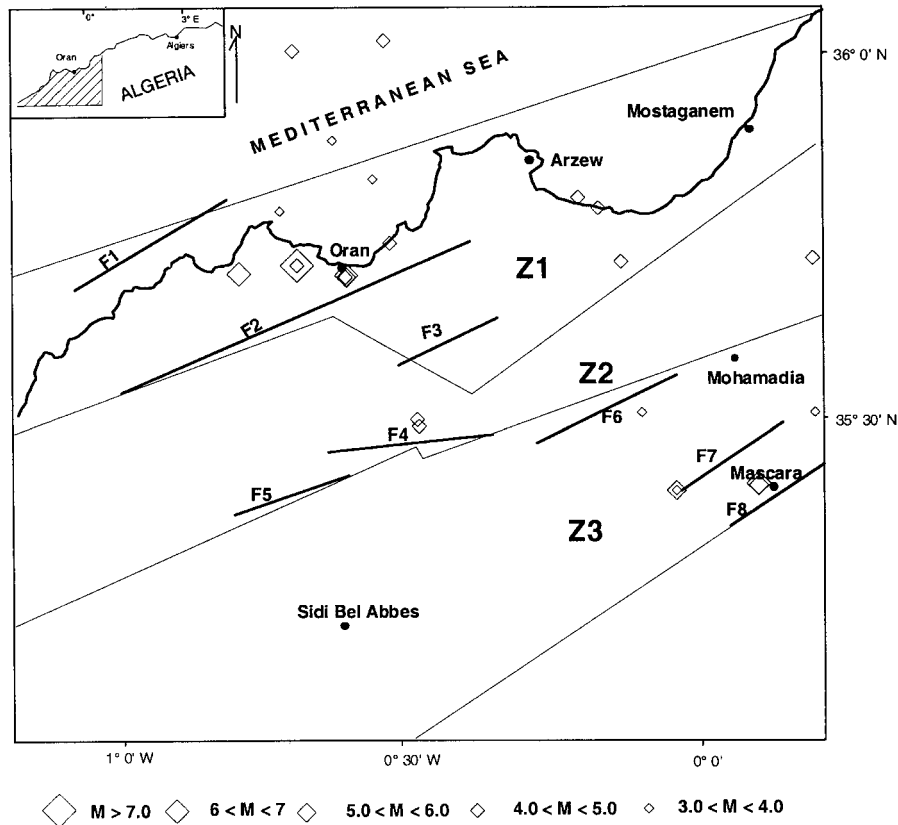 0°
3° E
N
Oran
Algiers
ALGERIA
MEDITERRANEAN SEA
36° 0' N
Mostaganem
Arzew
F1
Oran
Z1
F2
F3
Z2
Mohamadia
F6
35° 30' N
F4
F7
Mascara
F5
F8
Z3
Sidi Bel Abbes
1° 0' W
0° 30' W
0° 0'
M > 7.0
6 < M < 7
5.0 < M < 6.0
4.0 < M < 5.0
3.0 < M < 4.0